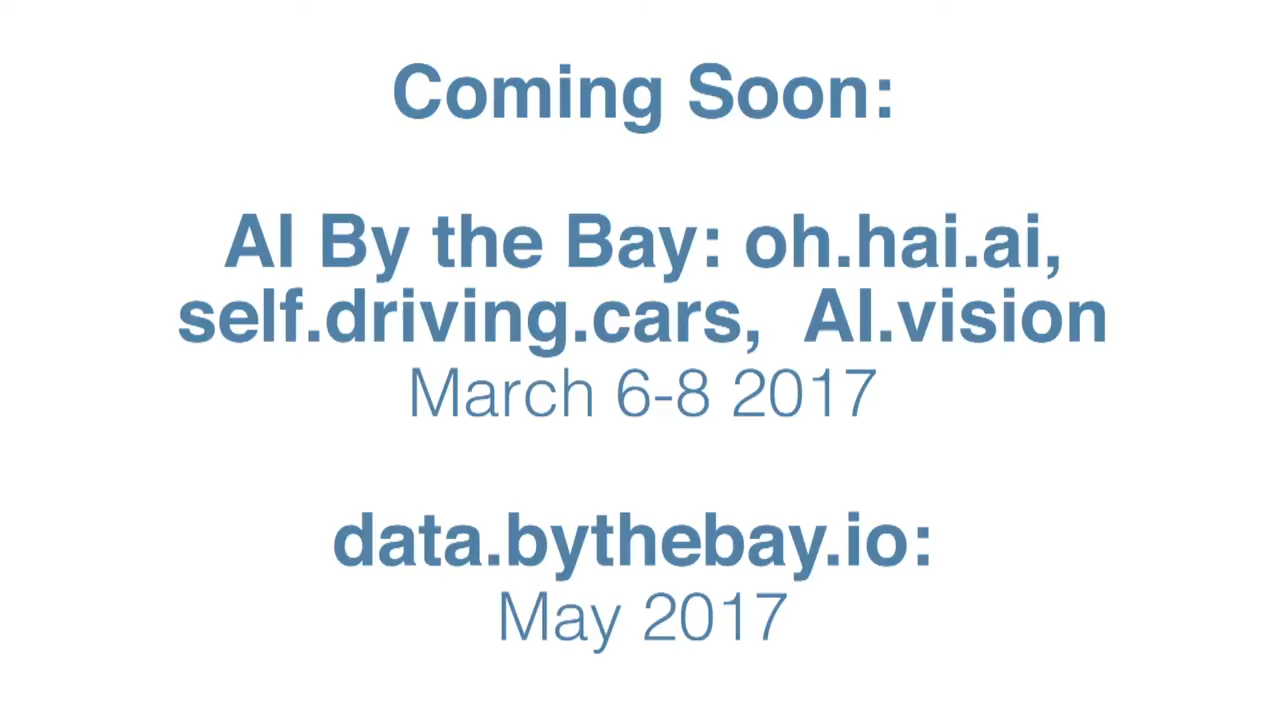 Coming Soon:
AI By the Bay: oh.hai.ai,
self.driving.cars,  AI.vision
March 6-8 2017
data.bythebay.io:
May 2017